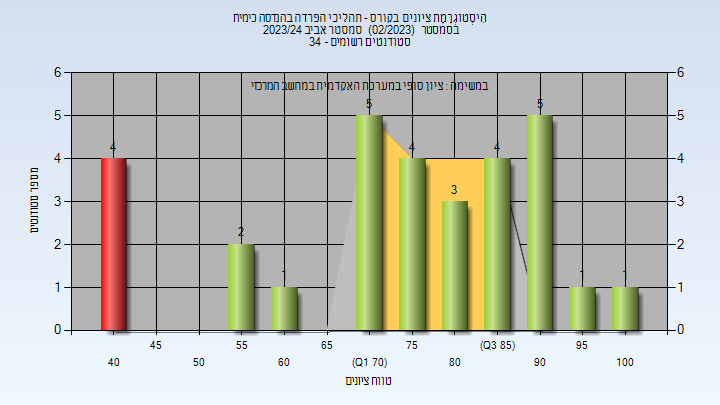 היסטוגרמת ציונים בקורס - תהליכי הפרדה בהנדסה כימית
בסמסטר (02/2023) סמסטר אביב 2023/24
סטודנטים רשומים - 34
במשימה : ציון סופי במערכת האקדמית במחשב המרכזי
מספר סטודנטים
6 6
5 5
4 4
3 3
2 2
1 1
0 0
4 2 1 5 4 3 4 5 1 1
45 55 65 75 (Q3 85) 95
40 50 60 (Q1 70) 80 90 100
טווח ציונים